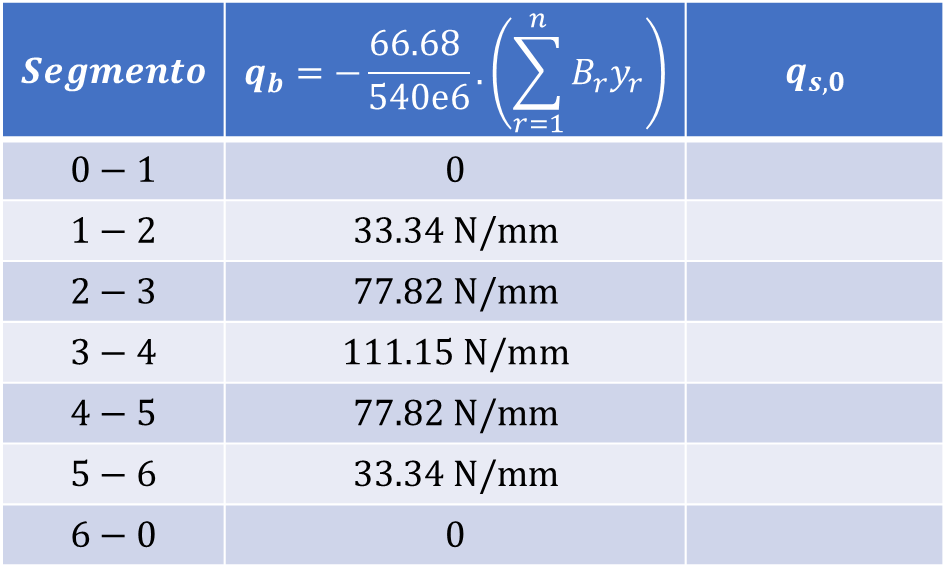 Segmento q_b = −66.68/540e6 . (∑_{r=1}^{n} B_r y_r) q_{s,0}
0 − 1 0
1 − 2 33.34 N/mm
2 − 3 77.82 N/mm
3 − 4 111.15 N/mm
4 − 5 77.82 N/mm
5 − 6 33.34 N/mm
6 − 0 0